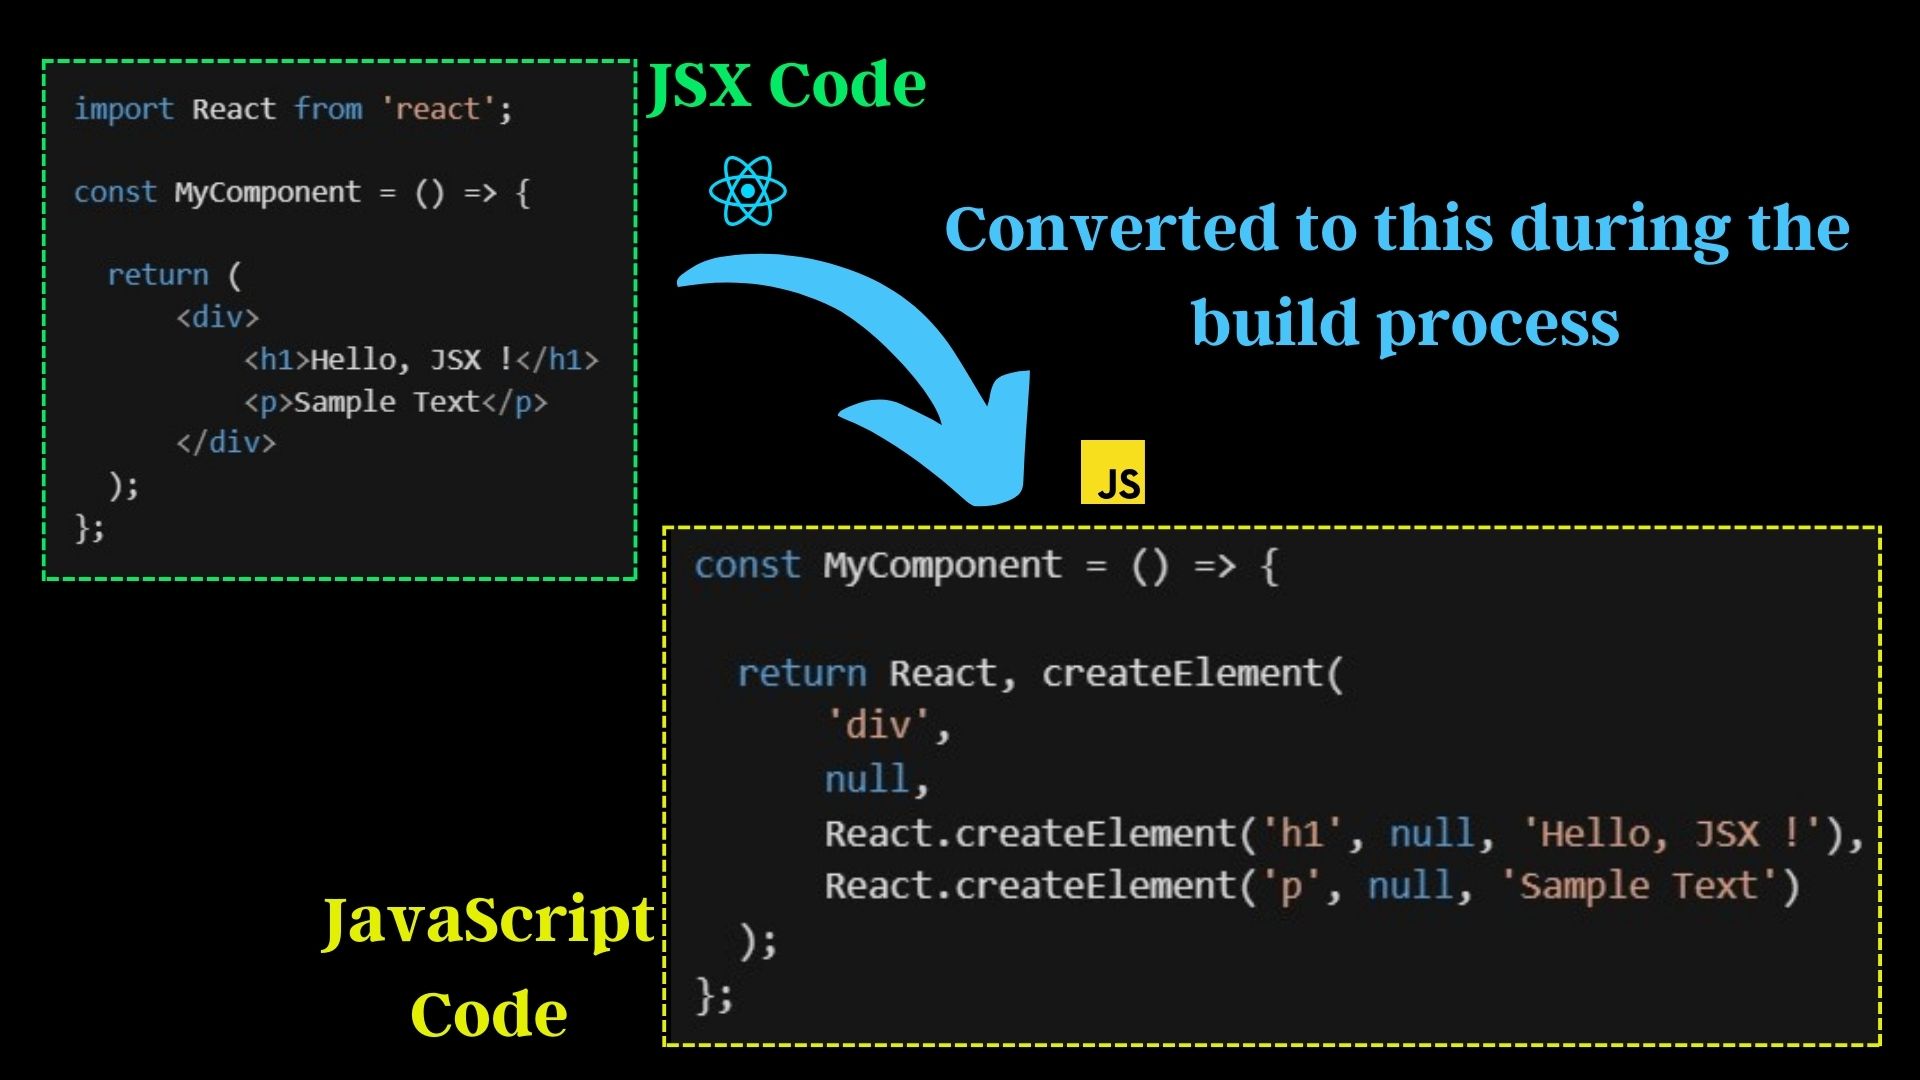 import React from 'react';
const MyComponent = () => {
return (
<div>
<h1>Hello, JSX !</h1>
<p>Sample Text</p>
</div>
);
};
JSX Code
Converted to this during the
build process
JS
const MyComponent = () => {
return React, createElement(
'div',
null,
React.createElement('h1', null, 'Hello, JSX !'),
React.createElement('p', null, 'Sample Text')
);
};
JavaScript
Code